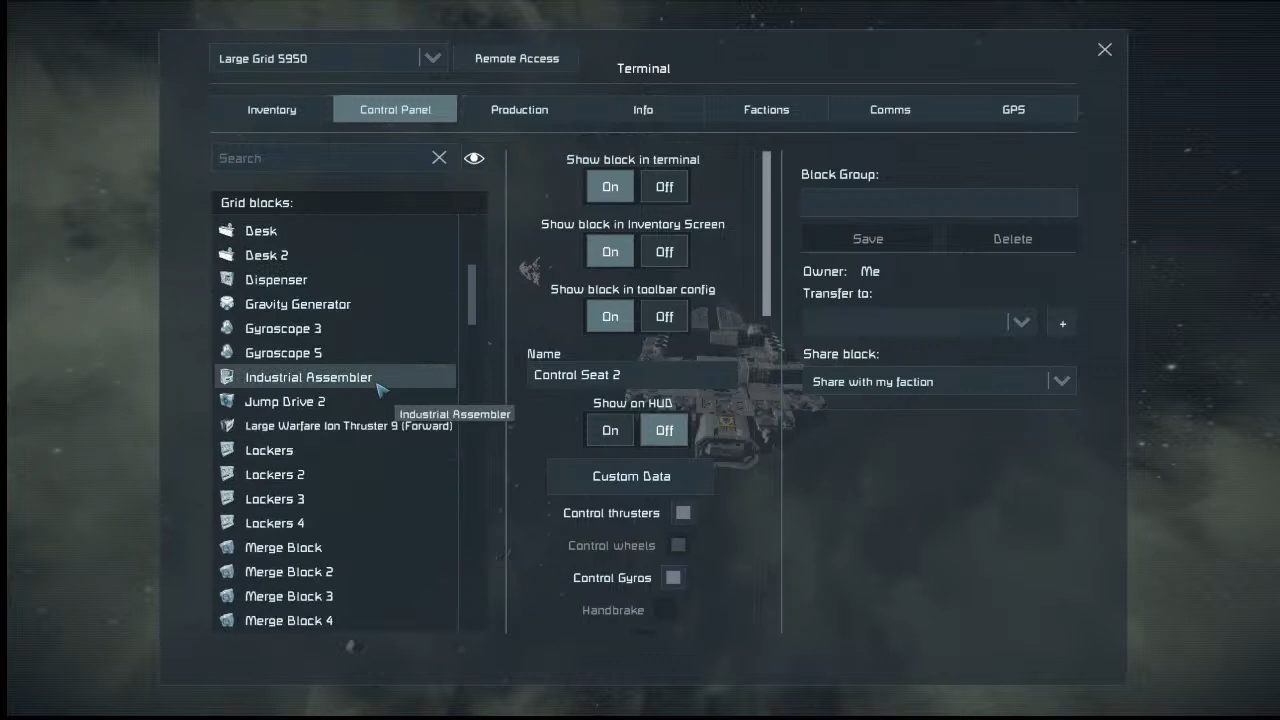 Large Grid 5950
Remote Access
Terminal
Inventory
Control Panel
Production
Info
Factions
Comms
GPS
Search
Grid blocks:
Desk
Desk 2
Dispenser
Gravity Generator
Gyroscope 3
Gyroscope 5
Industrial Assembler
Industrial Assembler
Jump Drive 2
Large Warfare Ion Thruster 9 (Forward)
Lockers
Lockers 2
Lockers 3
Lockers 4
Merge Block
Merge Block 2
Merge Block 3
Merge Block 4
Show block in terminal
On Off
Show block in Inventory Screen
On Off
Show block in toolbar config
On Off
Name
Control Seat 2
Show on HUD
On Off
Custom Data
Control thrusters
Control wheels
Control Gyros
Handbrake
Block Group:
Save
Delete
Owner: Me
Transfer to:
+
Share block:
Share with my faction